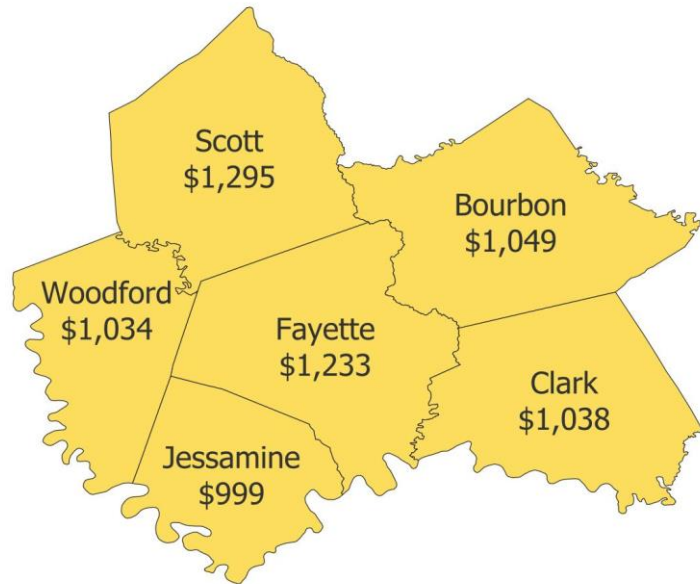 Scott
$1,295
Bourbon
$1,049
Woodford
$1,034
Fayette
$1,233
Clark
$1,038
Jessamine
$999